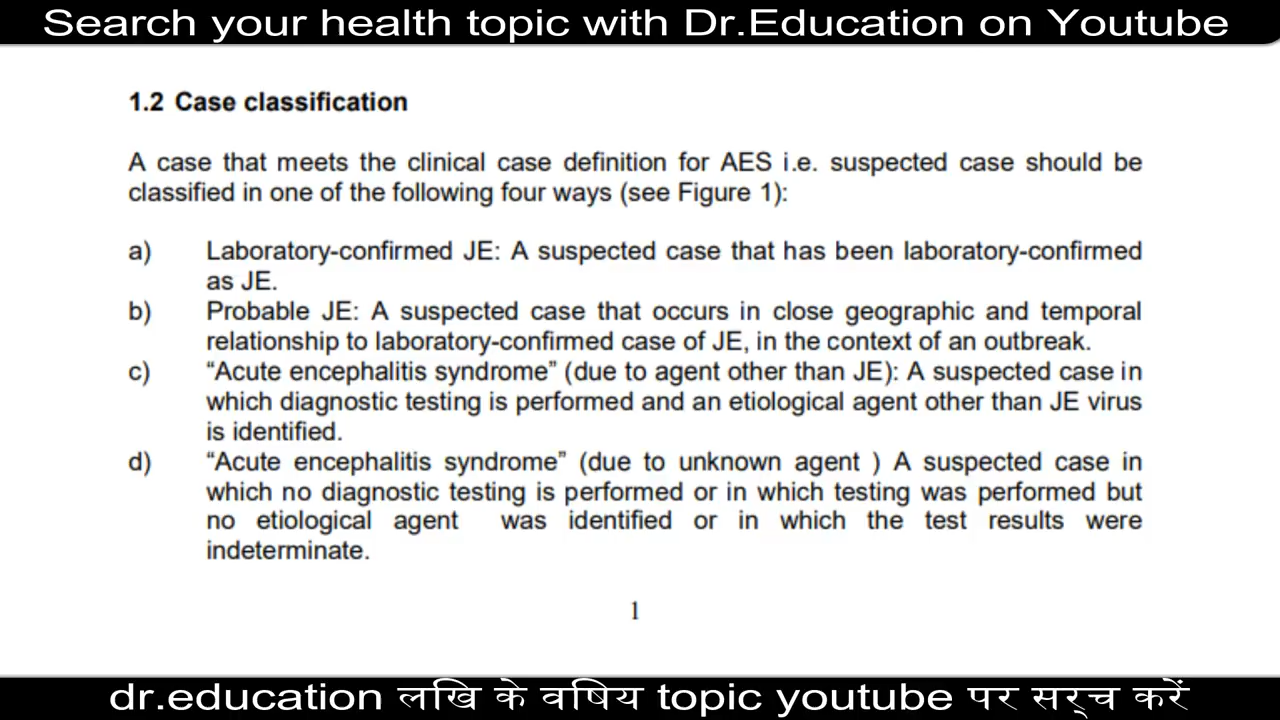 Search your health topic with Dr.Education on Youtube
1.2 Case classification
A case that meets the clinical case definition for AES i.e. suspected case should be
classified in one of the following four ways (see Figure 1):
a) Laboratory-confirmed JE: A suspected case that has been laboratory-confirmed
as JE.
b) Probable JE: A suspected case that occurs in close geographic and temporal
relationship to laboratory-confirmed case of JE, in the context of an outbreak.
c) “Acute encephalitis syndrome” (due to agent other than JE): A suspected case in
which diagnostic testing is performed and an etiological agent other than JE virus
is identified.
d) “Acute encephalitis syndrome” (due to unknown agent ) A suspected case in
which no diagnostic testing is performed or in which testing was performed but
no etiological agent was identified or in which the test results were
indeterminate.
1
dr.education लखि के वषिय topic youtube पर सर्च करें